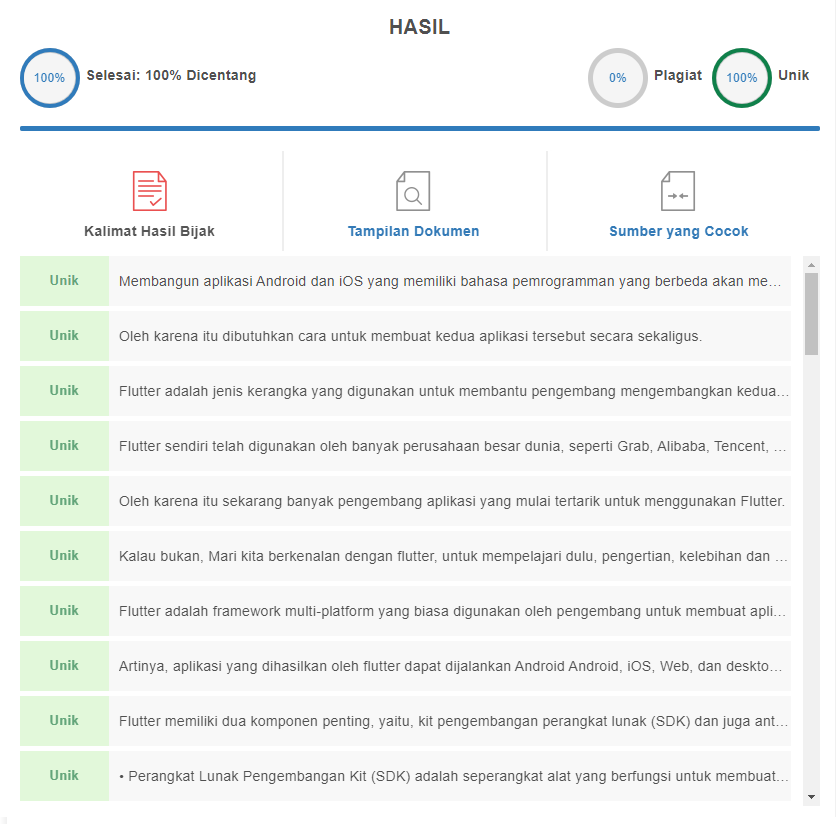 HASIL
100% Selesai: 100% Dicentang 0% Plagiat 100% Unik
Kalimat Hasil Bijak Tampilan Dokumen Sumber yang Cocok
Unik Membangun aplikasi Android dan iOS yang memiliki bahasa pemrogramman yang berbeda akan me...
Unik Oleh karena itu dibutuhkan cara untuk membuat kedua aplikasi tersebut secara sekaligus.
Unik Flutter adalah jenis kerangka yang digunakan untuk membantu pengembang mengembangkan kedua...
Unik Flutter sendiri telah digunakan oleh banyak perusahaan besar dunia, seperti Grab, Alibaba, Tencent, ...
Unik Oleh karena itu sekarang banyak pengembang aplikasi yang mulai tertarik untuk menggunakan Flutter.
Unik Kalau bukan, Mari kita berkenalan dengan flutter, untuk mempelajari dulu, pengertian, kelebihan dan ...
Unik Flutter adalah framework multi-platform yang biasa digunakan oleh pengembang untuk membuat apli...
Unik Artinya, aplikasi yang dihasilkan oleh flutter dapat dijalankan Android Android, iOS, Web, dan deskto...
Unik Flutter memiliki dua komponen penting, yaitu, kit pengembangan perangkat lunak (SDK) dan juga ant...
Unik • Perangkat Lunak Pengembangan Kit (SDK) adalah seperangkat alat yang berfungsi untuk membuat...